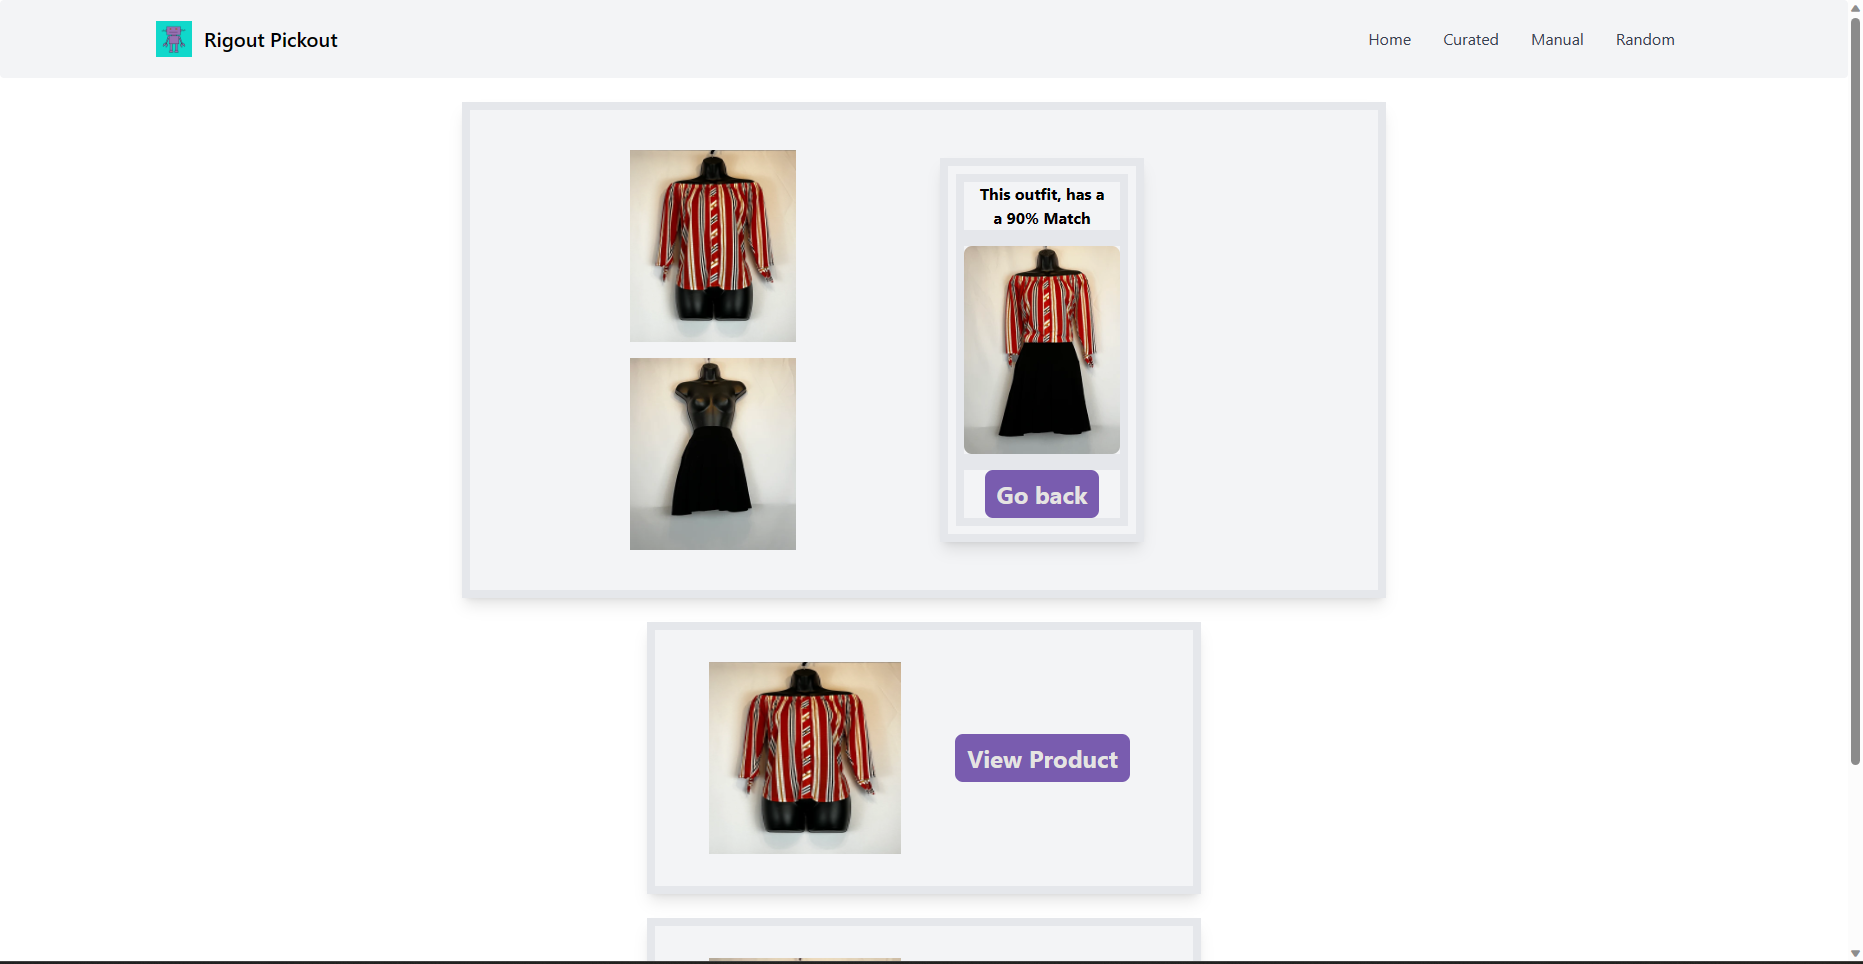 Rigout Pickout
Home Curated Manual Random
This outfit, has a
a 90% Match
Go back
View Product